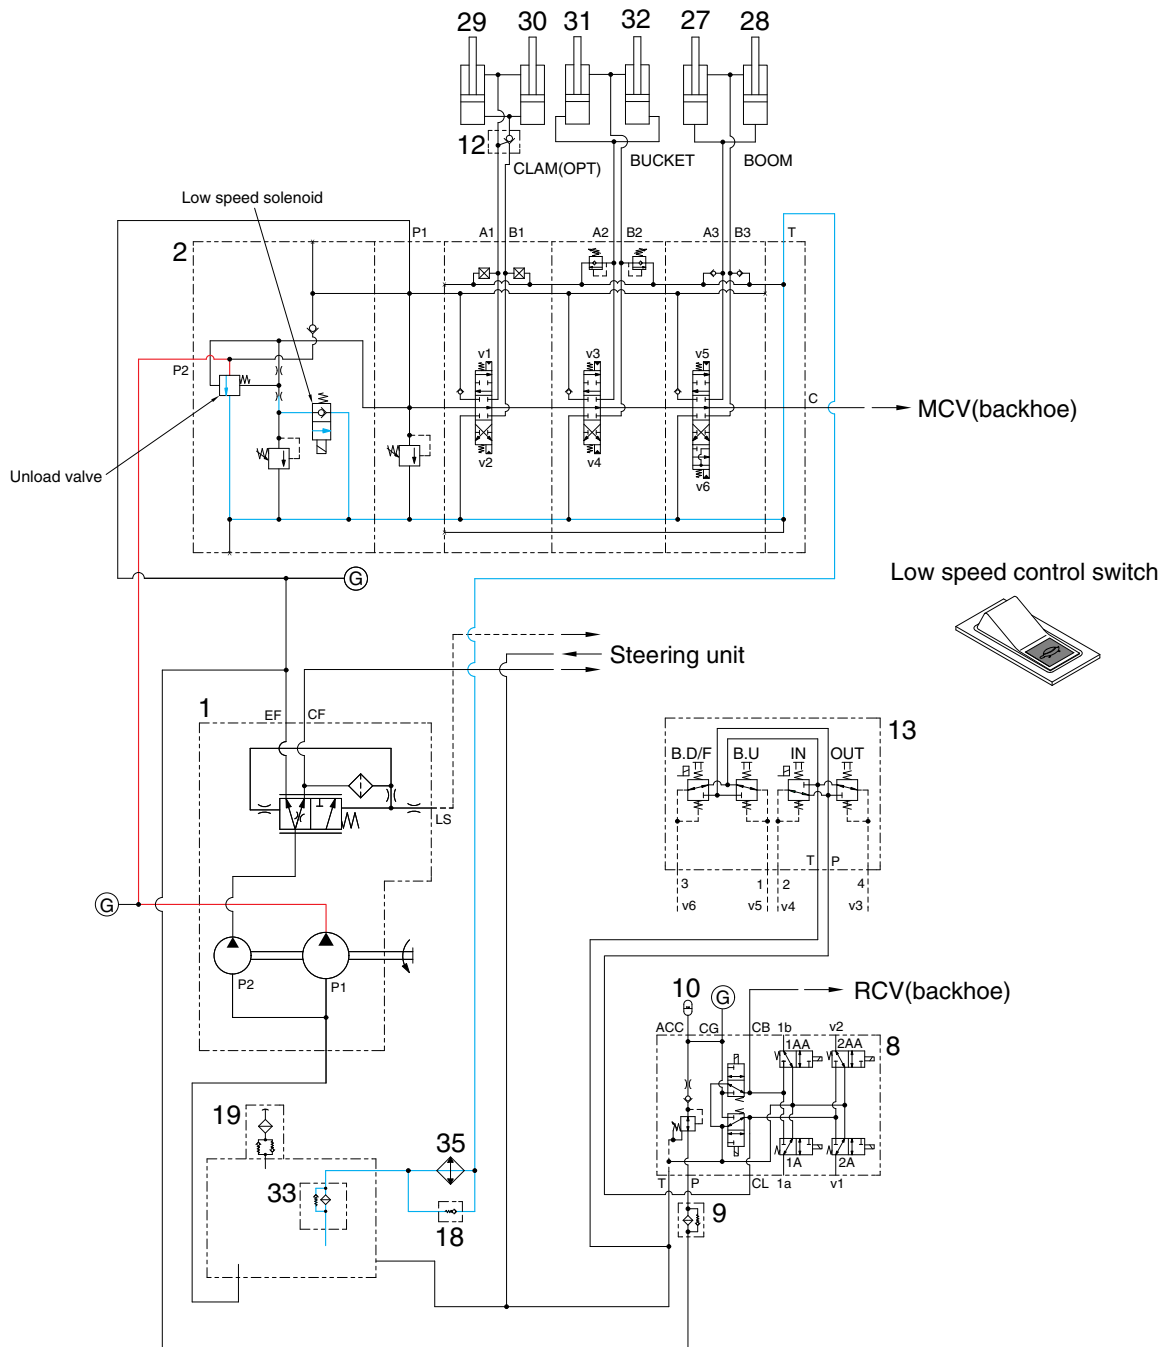 29 30 31 32 27 28
12
CLAM(OPT) BUCKET BOOM
Low speed solenoid
P1 A1 B1 A2 B2 A3 B3 T
2
v1 v3 v5
P2
C
MCV(backhoe)
v2 v4 v6
Unload valve
G
Low speed control switch
Steering unit
1
EF CF
13
B.D/F B.U IN OUT
LS
T P
3 1 2 4
v6 v5 v4 v3
G
P2 P1
10 G
RCV(backhoe)
ACC CG CB 1b v2
8
1AA 2AA
19
35
1A 2A
T P CL 1a v1
33
18
9